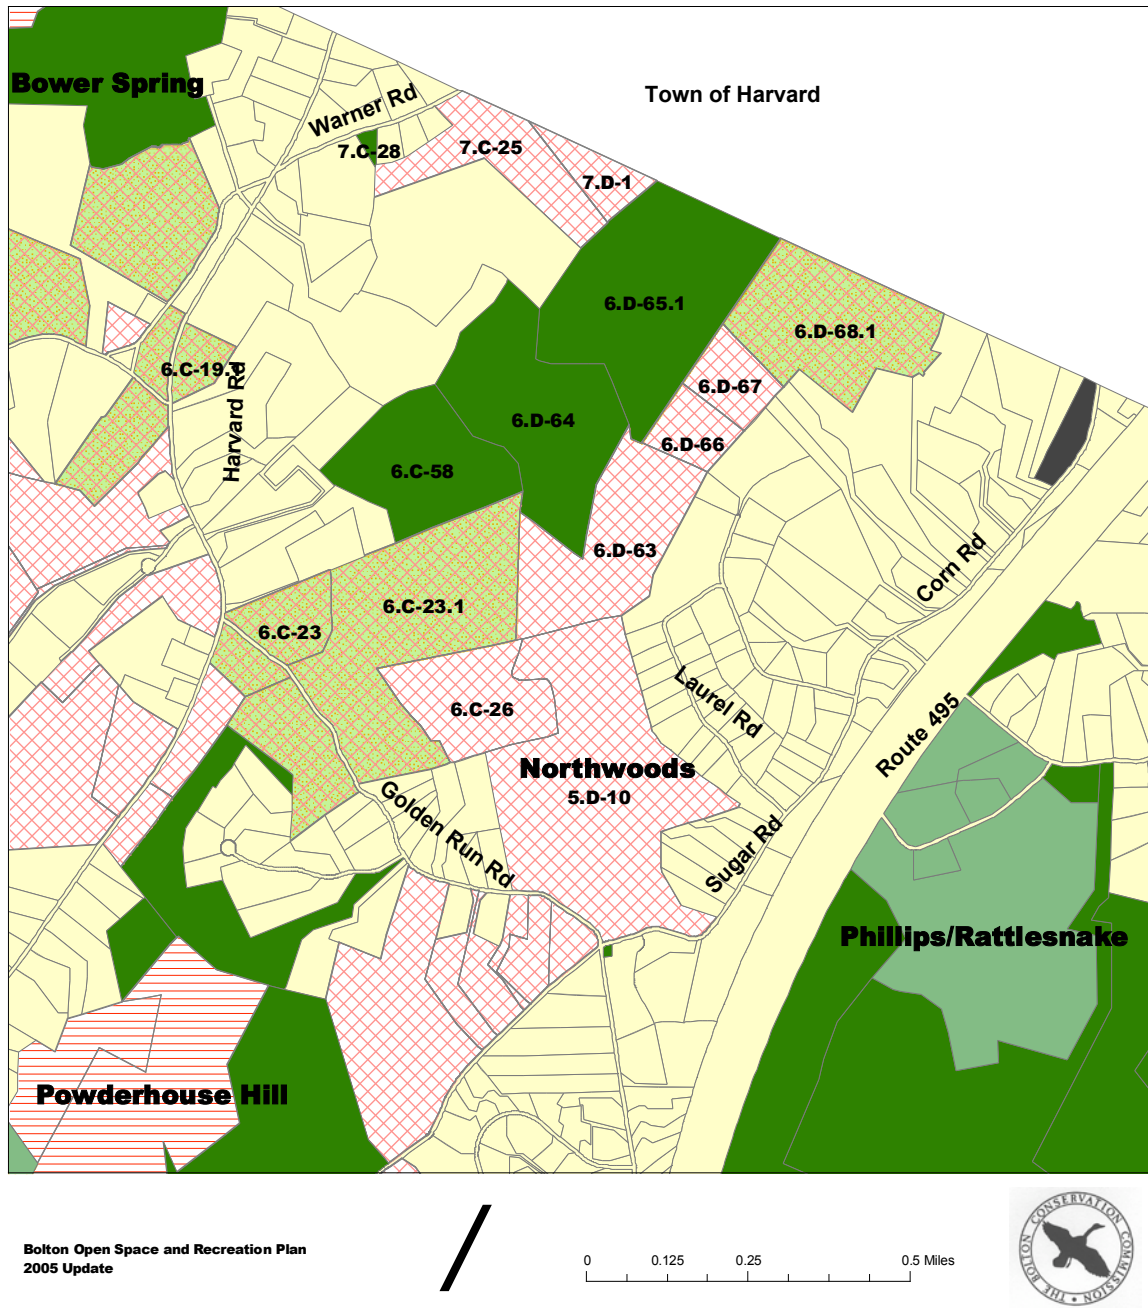 Bower Spring
Town of Harvard
Warner Rd
7.C-28
7.C-25
7.D-1
6.D-65.1
6.D-68.1
6.C-19.4
Harvard Rd
6.D-67
6.D-64
6.D-66
6.C-58
6.D-63
Corn Rd
6.C-23.1
6.C-23
Laurel Rd
6.C-26
Route 495
Northwoods
5.D-10
Golden Run Rd
Sugar Rd
Phillips/Rattlesnake
Powderhouse Hill
Bolton Open Space and Recreation Plan
2005 Update
0 0.125 0.25 0.5 Miles
THE BOLTON CONSERVATION COMMISSION